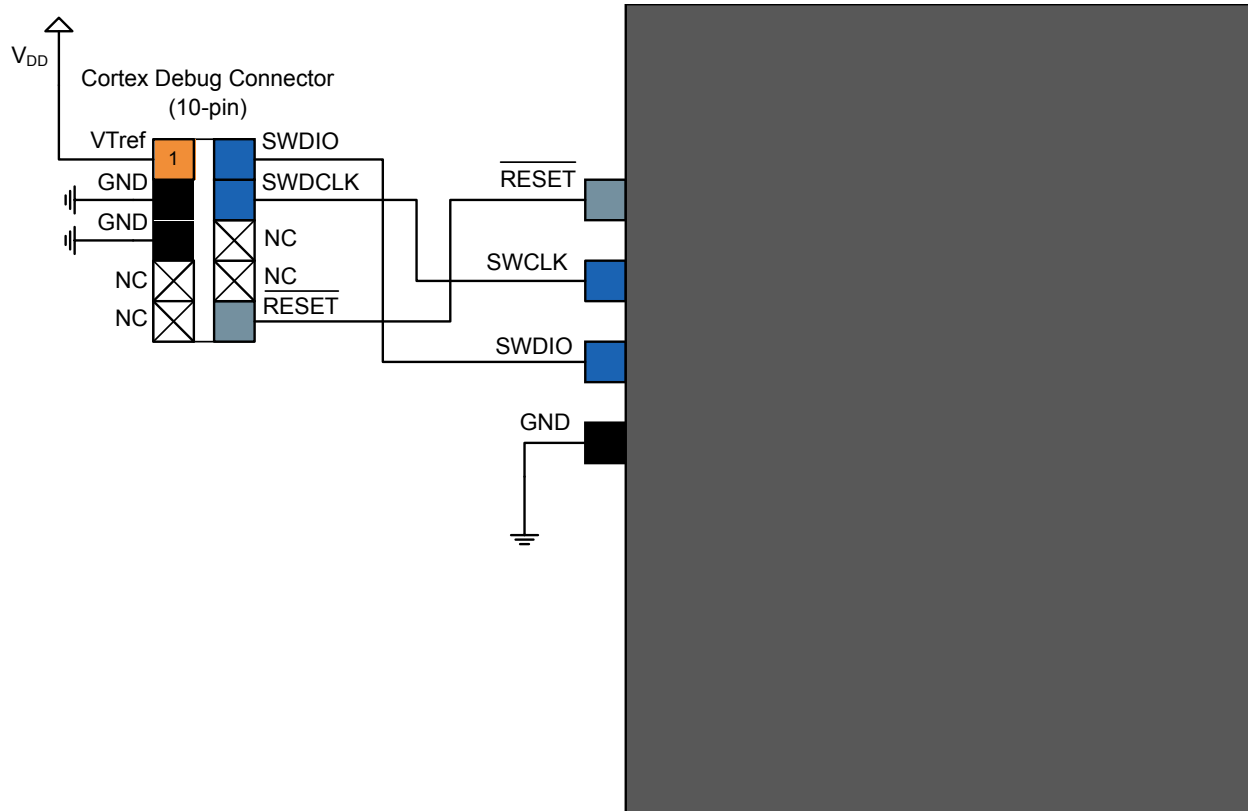 V_DD
Cortex Debug Connector
(10-pin)
VTref
1
SWDIO
GND
SWDCLK
GND
NC
NC
NC
NC
RESET
RESET
SWCLK
SWDIO
GND